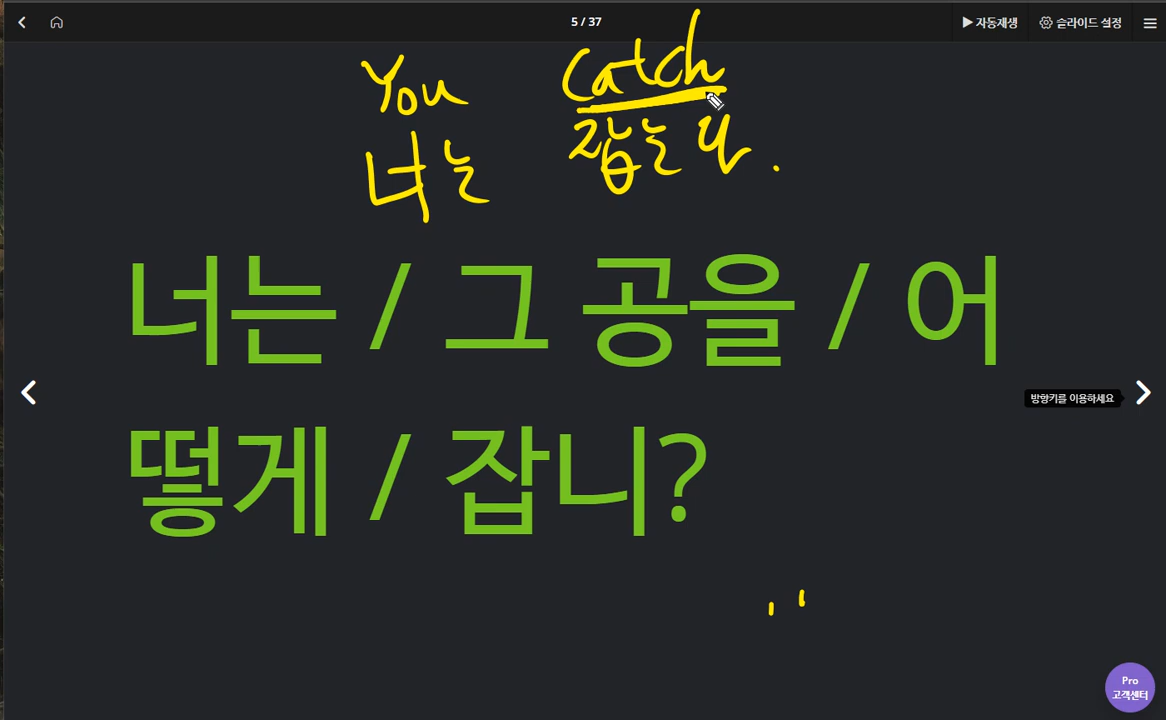 5 / 37
▶ 자동재생
슬라이드 설정
You
Catch
너는
잡는다.
너는 / 그 공을 / 어
떻게 / 잡니?
방향키를 이용하세요
Pro
고객센터